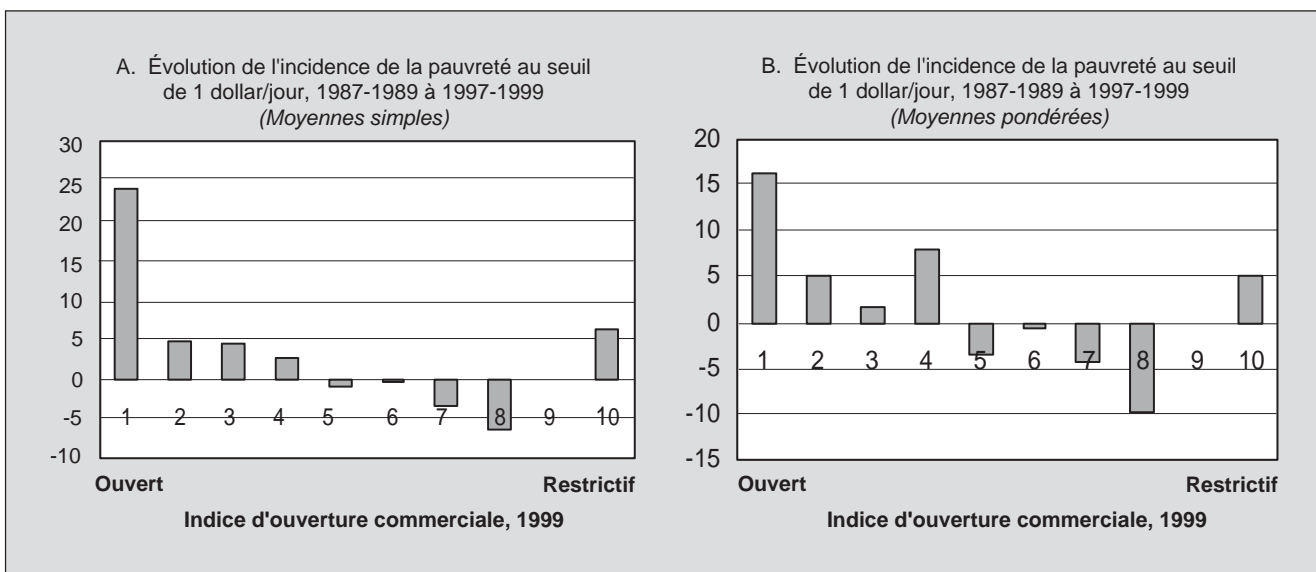 A. Évolution de l'incidence de la pauvreté au seuil
de 1 dollar/jour, 1987-1989 à 1997-1999
(Moyennes simples)
30
25
20
15
10
5
0
-5
-10
1 2 3 4 5 6 7 8 9 10
Ouvert Restrictif
Indice d'ouverture commerciale, 1999
B. Évolution de l'incidence de la pauvreté au seuil
de 1 dollar/jour, 1987-1989 à 1997-1999
(Moyennes pondérées)
20
15
10
5
0
-5
-10
-15
1 2 3 4 5 6 7 8 9 10
Ouvert Restrictif
Indice d'ouverture commerciale, 1999